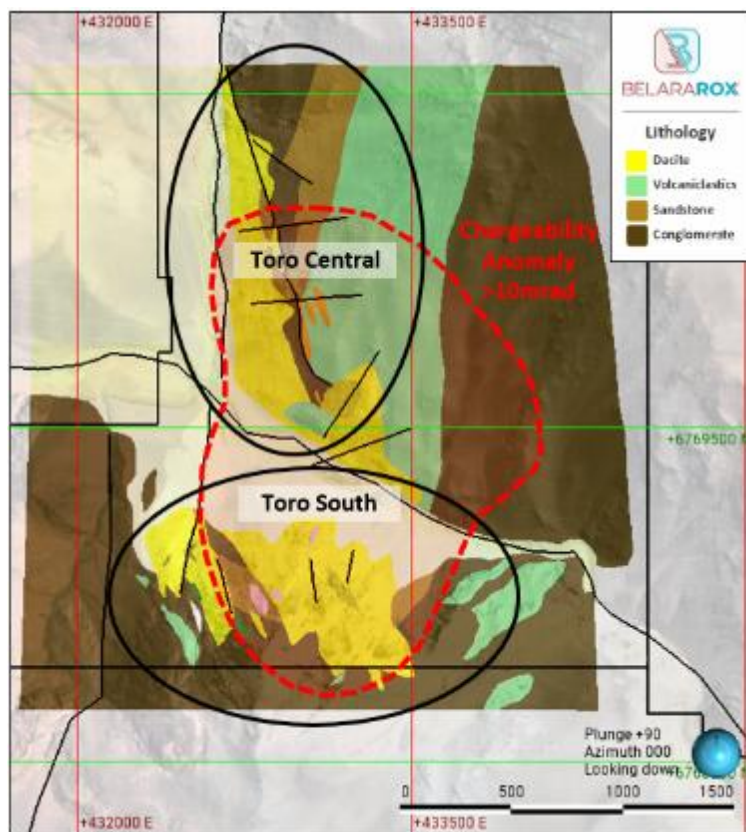 +432000 E
+433500 E
BELARAROX
Lithology
Dacite
Volcaniclastics
Sandstone
Conglomerate
Chargeability
Anomaly
>10mrad
Toro Central
+6769500
Toro South
Plunge +90
Azimuth 000
Looking down
0 500 1000 1500
+432000 E
+433500 E